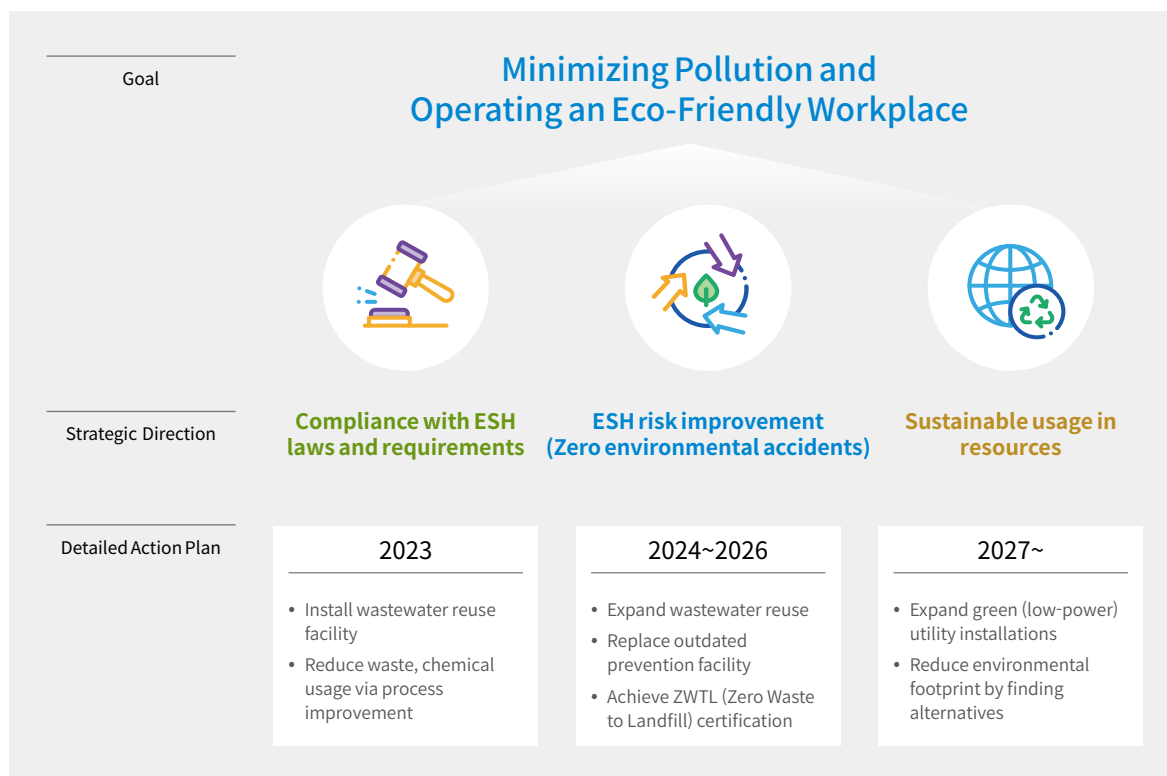 Goal
Minimizing Pollution and
Operating an Eco-Friendly Workplace
Strategic Direction
Compliance with ESH
laws and requirements
ESH risk improvement
(Zero environmental accidents)
Sustainable usage in
resources
Detailed Action Plan
2023
• Install wastewater reuse
facility
• Reduce waste, chemical
usage via process
improvement
2024~2026
• Expand wastewater reuse
• Replace outdated
prevention facility
• Achieve ZWTL (Zero Waste
to Landfill) certification
2027~
• Expand green (low-power)
utility installations
• Reduce environmental
footprint by finding
alternatives